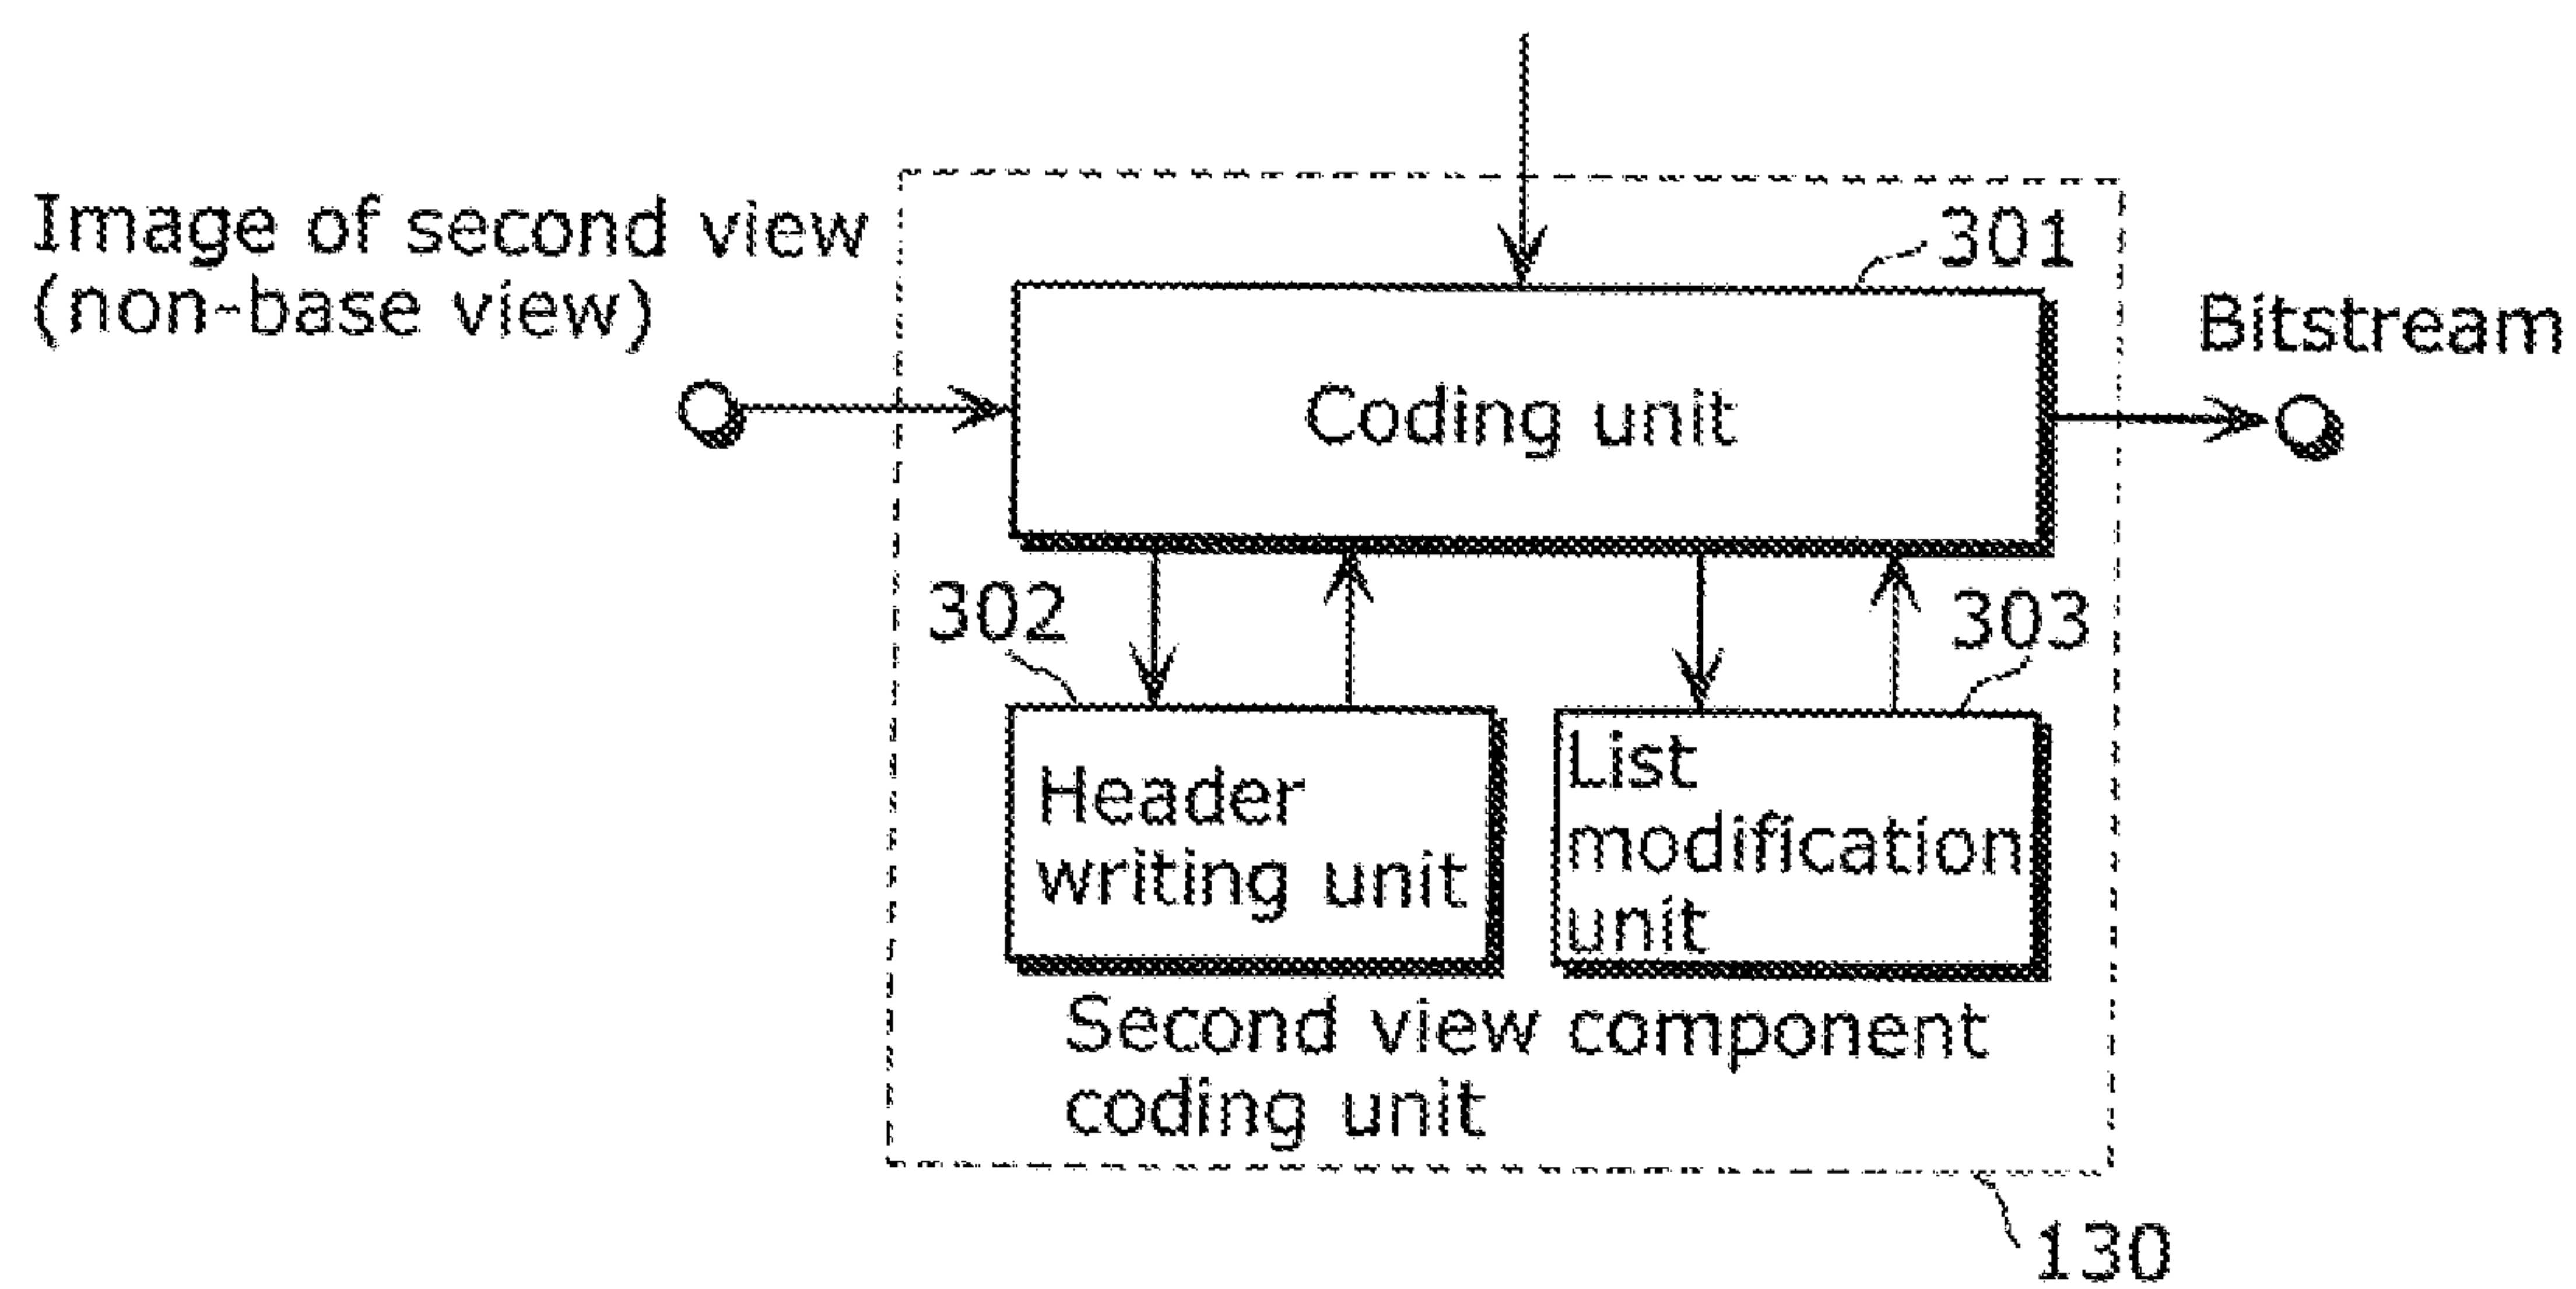 Image of second view
(non-base view)
301
Bitstream
Coding unit
302
303
Header
writing unit
List
modification
unit
Second view component
coding unit
130